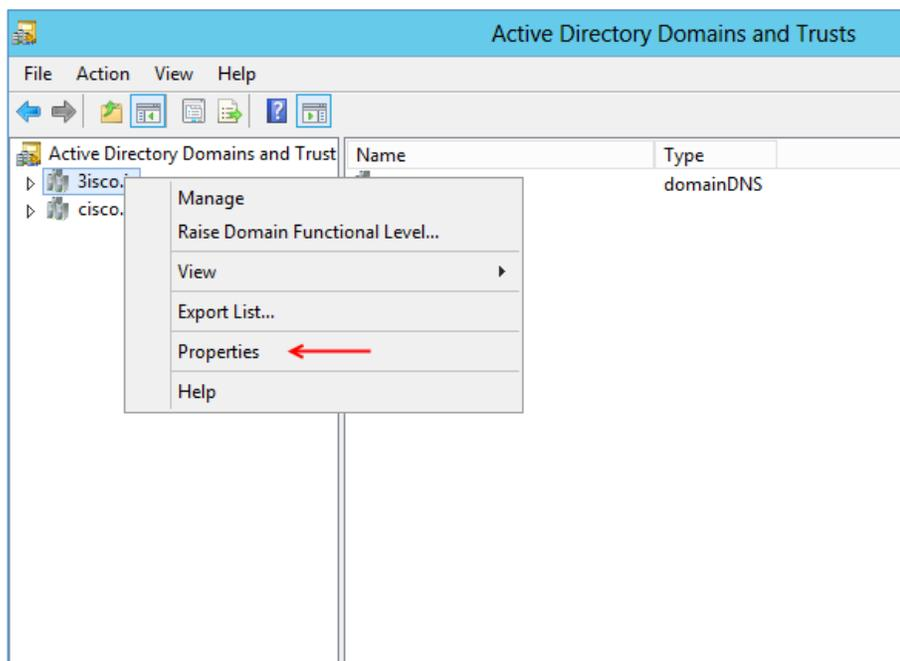 Active Directory Domains and Trusts
File Action View Help
Active Directory Domains and Trust
Name Type
3isco.
domainDNS
cisco.
Manage
Raise Domain Functional Level...
View
Export List...
Properties
Help